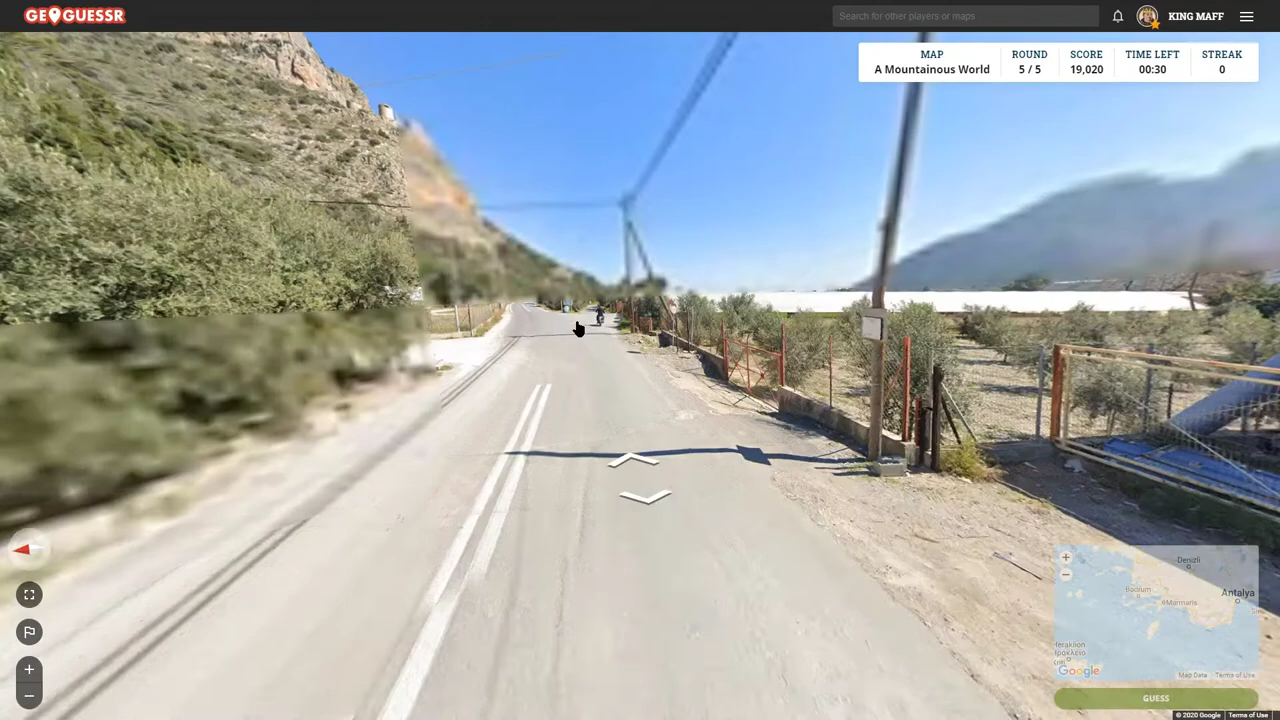 GEOGUESSR
Search for other players or maps
KING MAFF
MAP
ROUND
SCORE
TIME LEFT
STREAK
A Mountainous World
5 / 5
19,020
00:30
0
Denizli
Bodrum
Marmaris
Antalya
Heraklion
Google
Map Data
Terms of Use
GUESS
© 2020 Google
Terms of Use